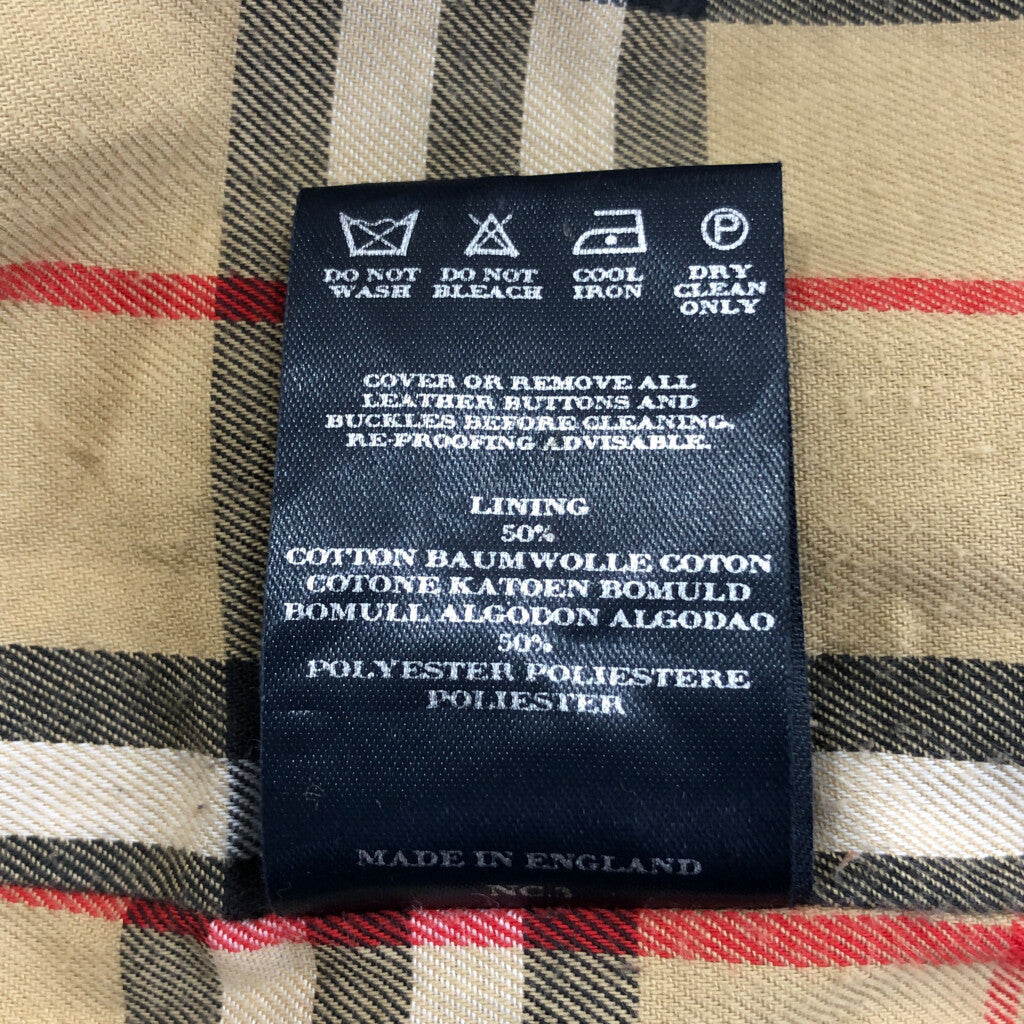 P
DO NOT WASH DO NOT BLEACH COOL IRON DRY CLEAN ONLY
COVER OR REMOVE ALL
LEATHER BUTTONS AND
BUCKLES BEFORE CLEANING.
RE-PROOFING ADVISABLE.
LINING
50%
COTTON BAUMWOLLE COTON
COTONE KATOEN BOMULD
BOMULL ALGODON ALGODAO
50%
POLYESTER POLIESTERE
POLIESTER
MADE IN ENGLAND
NC.3